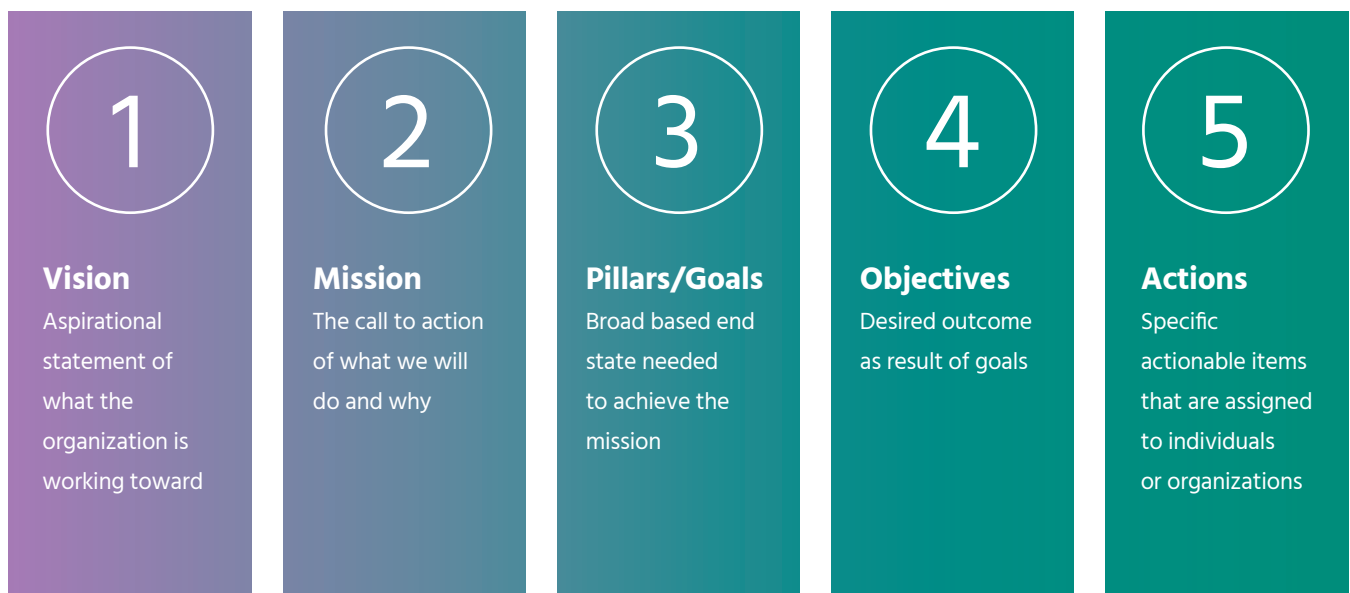 1
Vision
Aspirational
statement of
what the
organization is
working toward
2
Mission
The call to action
of what we will
do and why
3
Pillars/Goals
Broad based end
state needed
to achieve the
mission
4
Objectives
Desired outcome
as result of goals
5
Actions
Specific
actionable items
that are assigned
to individuals
or organizations